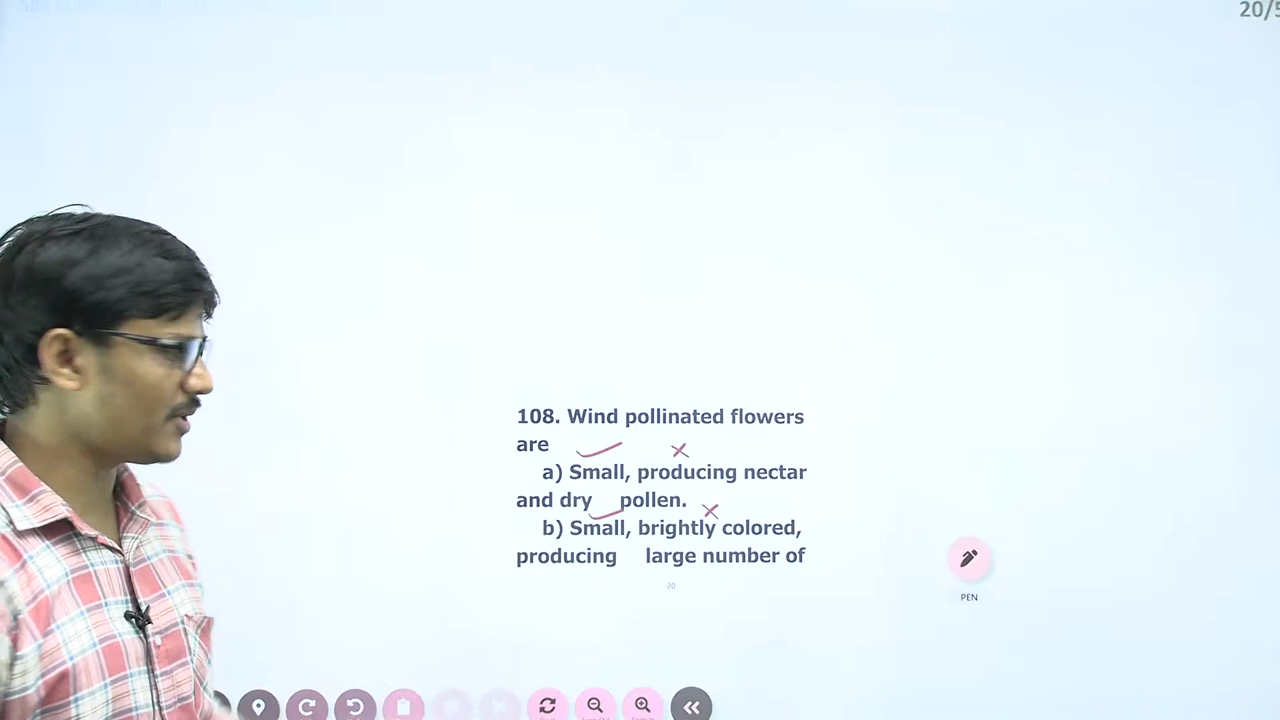 20/5
108. Wind pollinated flowers
are
a) Small, producing nectar
and dry pollen.
b) Small, brightly colored,
producing large number of
20
PEN